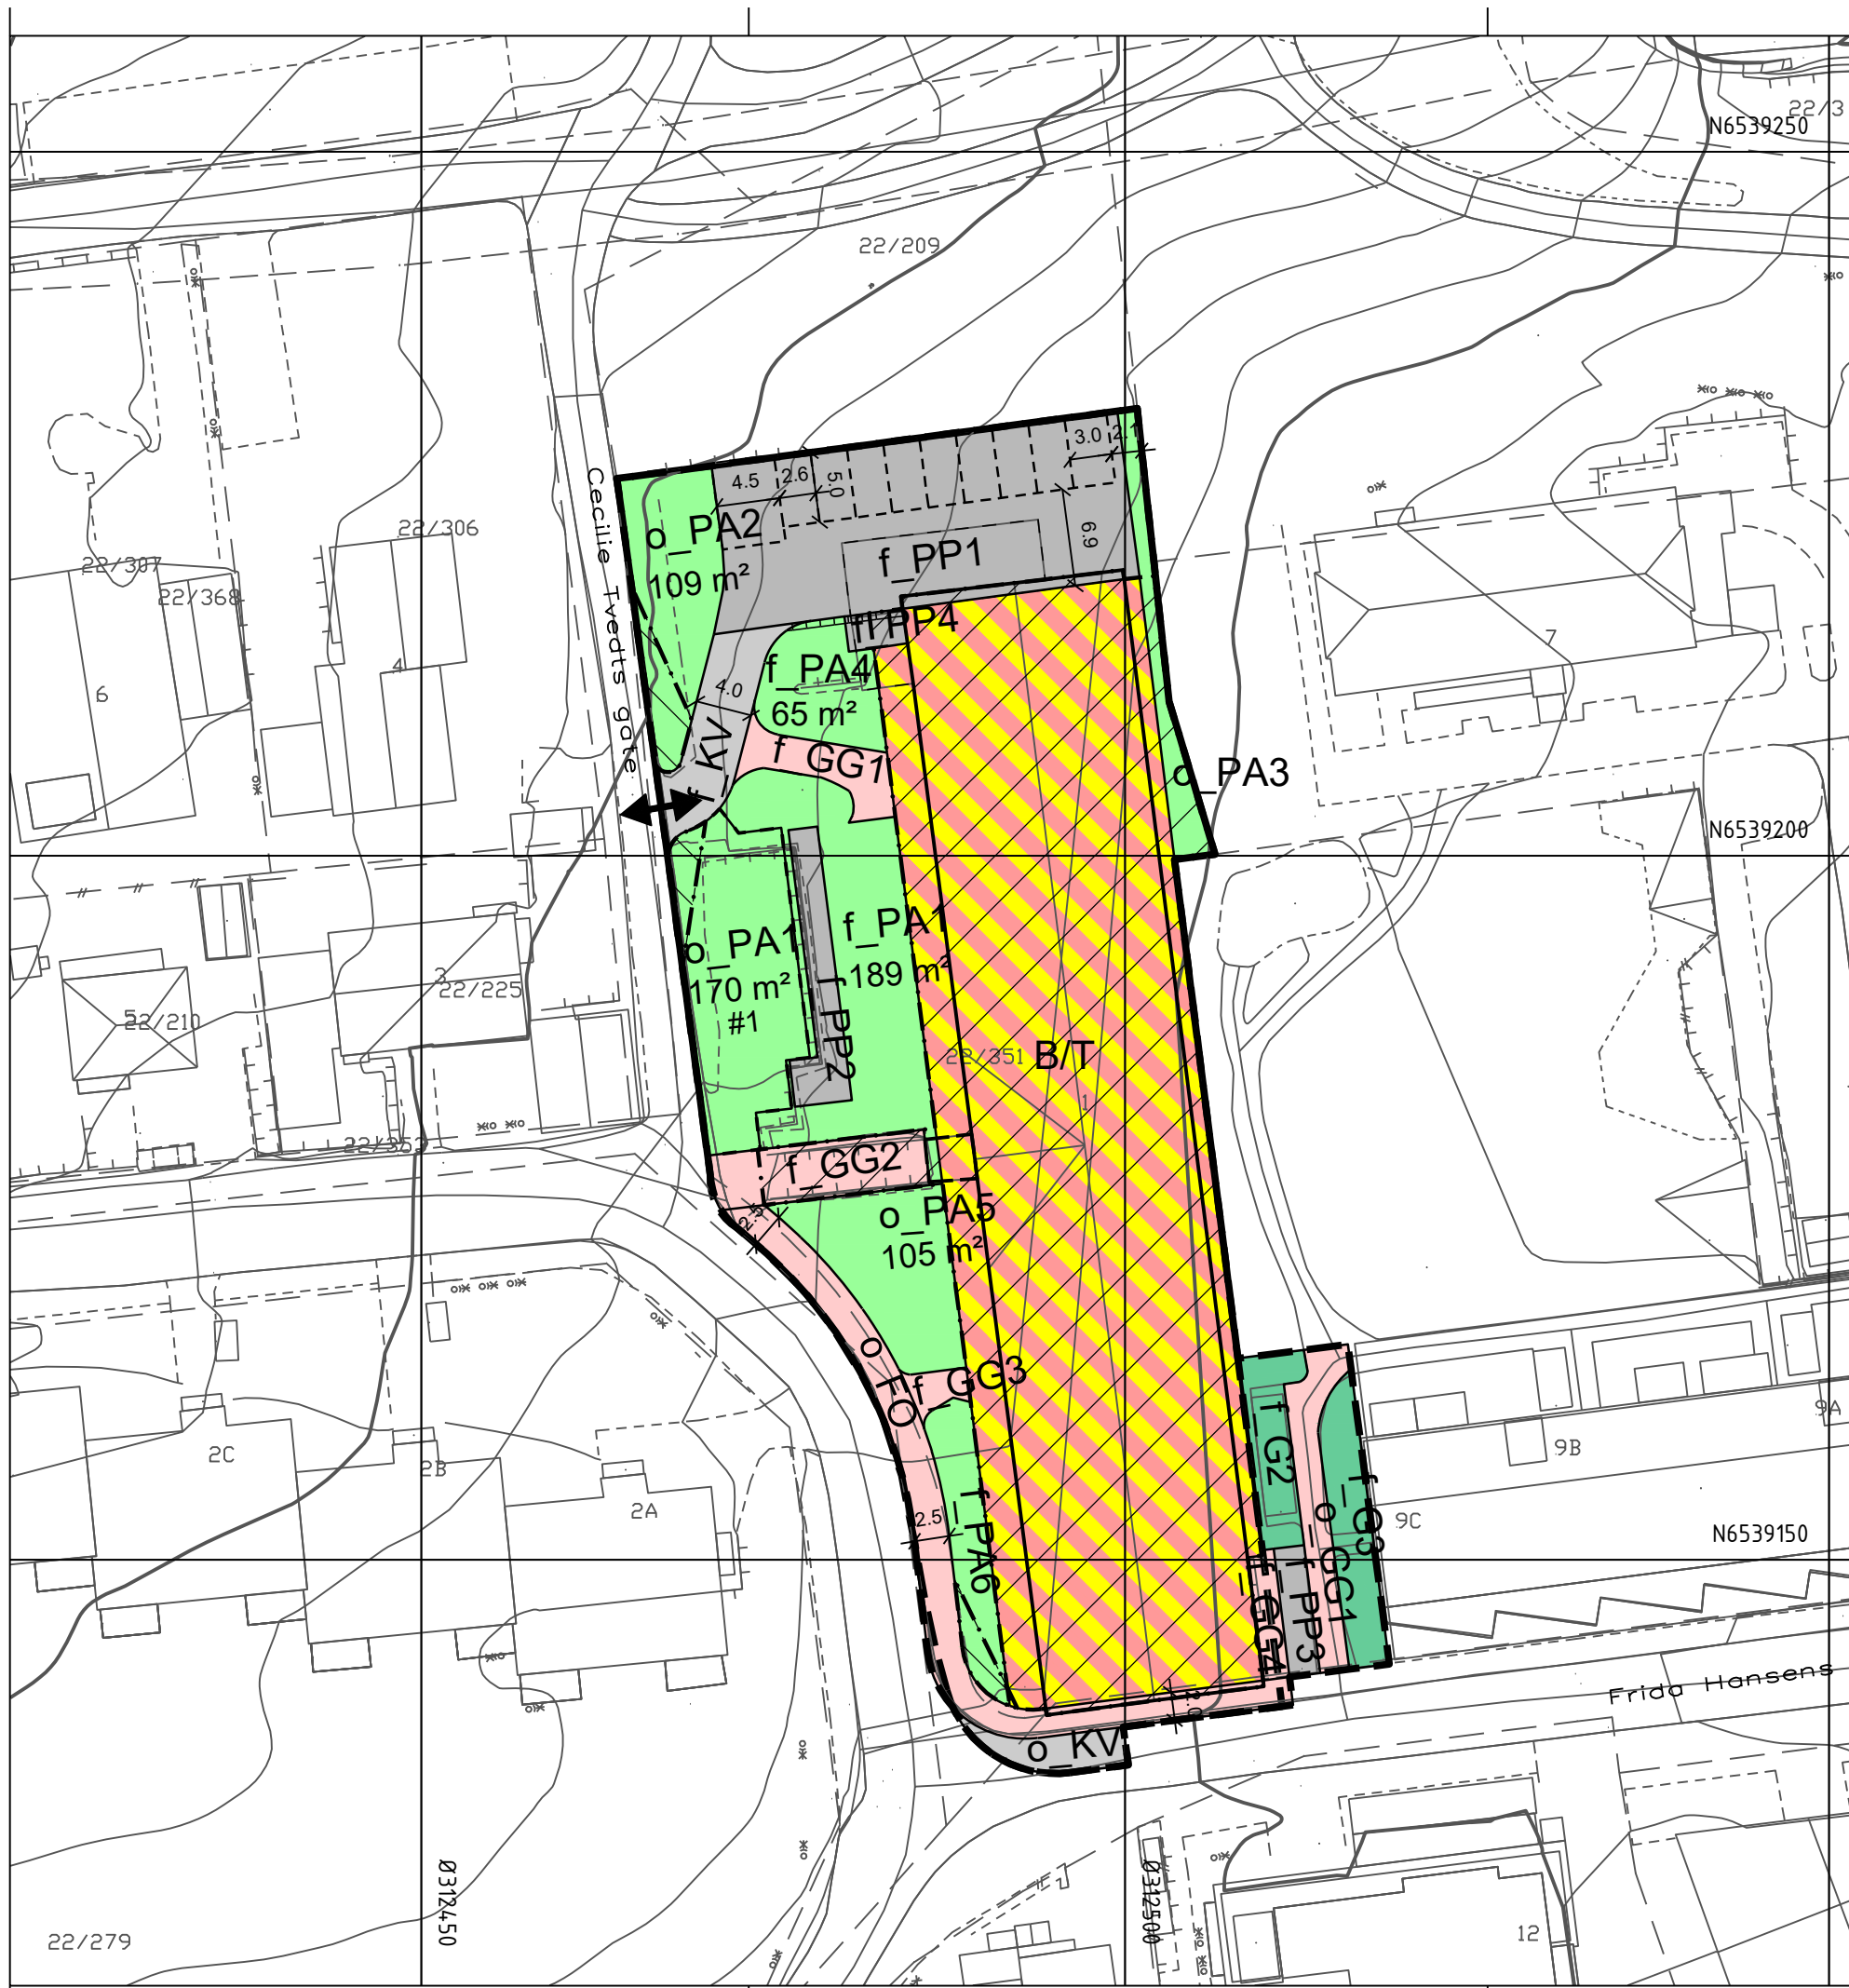 22/3
N6539250
22/209
Cecilie Tvedts gate
3.0
2.1
4.5
2.6
5.0
6.9
o_PA2
109 m²
f_PP1
22/306
22/307
22/368
f_PP4
7
4
6
f_PA4
65 m²
4.0
f_KV
f_GG1
o_PA3
N6539200
o_PA1
170 m²
#1
f_PA1
189 m²
f_PP2
3
22/225
5
22/210
22/351
B/T
1
22/353
f_GG2
2.5
o_PA5
105 m²
o_FO
f_GG3
9A
9B
9C
2C
2B
2A
f_G2
f_G3
o_GG1
f_PA6
2.5
N6539150
f_GG4
f_PP3
2.0
Frida Hansens
o_KV
Ø312450
Ø312500
22/279
12